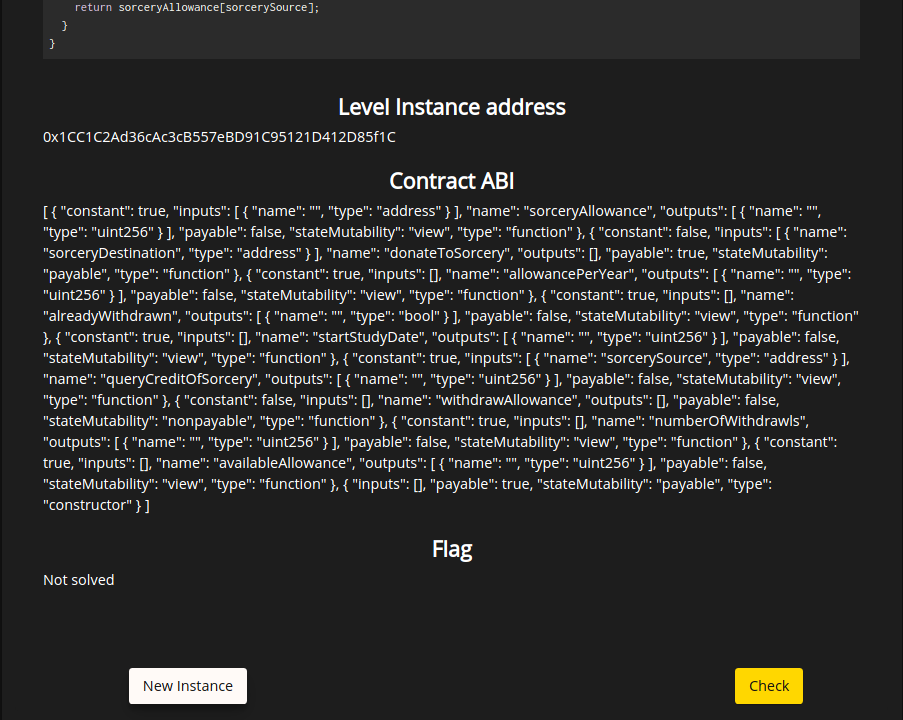 return sorceryAllowance[sorcerySource];
}
}
Level Instance address
0x1CC1C2Ad36cAc3cB557eBD91C95121D412D85f1C
Contract ABI
[ { "constant": true, "inputs": [ { "name": "", "type": "address" } ], "name": "sorceryAllowance", "outputs": [ { "name": "",
"type": "uint256" } ], "payable": false, "stateMutability": "view", "type": "function" }, { "constant": false, "inputs": [ { "name":
"sorceryDestination", "type": "address" } ], "name": "donateToSorcery", "outputs": [], "payable": true, "stateMutability":
"payable", "type": "function" }, { "constant": true, "inputs": [], "name": "allowancePerYear", "outputs": [ { "name": "", "type":
"uint256" } ], "payable": false, "stateMutability": "view", "type": "function" }, { "constant": true, "inputs": [], "name":
"alreadyWithdrawn", "outputs": [ { "name": "", "type": "bool" } ], "payable": false, "stateMutability": "view", "type": "function"
}, { "constant": true, "inputs": [], "name": "startStudyDate", "outputs": [ { "name": "", "type": "uint256" } ], "payable": false,
"stateMutability": "view", "type": "function" }, { "constant": true, "inputs": [ { "name": "sorcerySource", "type": "address" } ],
"name": "queryCreditOfSorcery", "outputs": [ { "name": "", "type": "uint256" } ], "payable": false, "stateMutability": "view",
"type": "function" }, { "constant": false, "inputs": [], "name": "withdrawAllowance", "outputs": [], "payable": false,
"stateMutability": "nonpayable", "type": "function" }, { "constant": true, "inputs": [], "name": "numberOfWithdrawls",
"outputs": [ { "name": "", "type": "uint256" } ], "payable": false, "stateMutability": "view", "type": "function" }, { "constant":
true, "inputs": [], "name": "availableAllowance", "outputs": [ { "name": "", "type": "uint256" } ], "payable": false,
"stateMutability": "view", "type": "function" }, { "inputs": [], "payable": true, "stateMutability": "payable", "type":
"constructor" } ]
Flag
Not solved
New Instance
Check